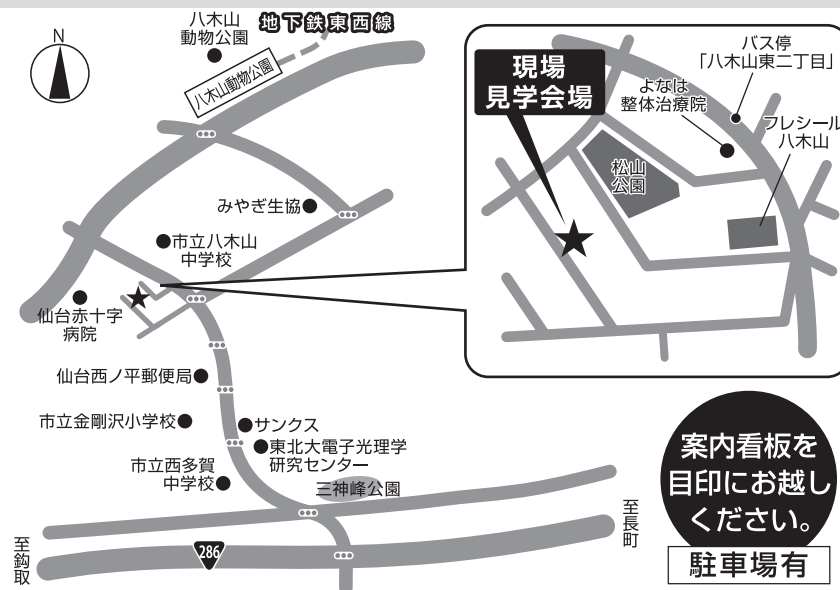 N
八木山
動物公園
地下鉄東西線
八木山動物公園
みやぎ生協
市立八木山
中学校
仙台赤十字
病院
仙台西ノ平郵便局
市立金剛沢小学校
サンクス
東北大電子光理学
研究センター
市立西多賀
中学校
三神峰公園
至鈎取
286
至長町
現場
見学会場
バス停
「八木山東二丁目」
よなは
整体治療院
フレシール
八木山
松山
公園
案内看板を
目印にお越し
ください。
駐車場有